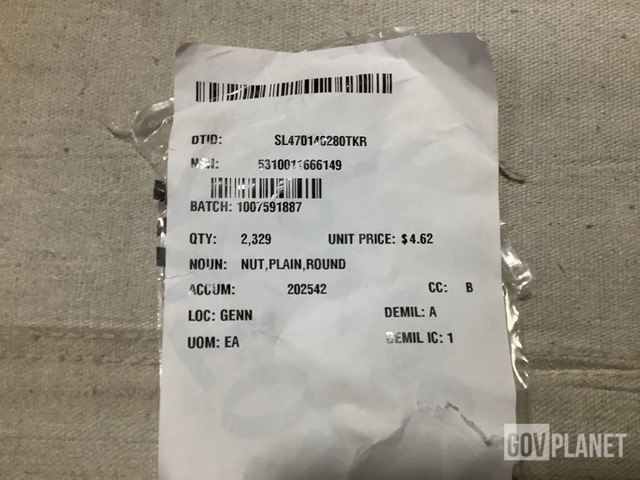 DTID: SL470146280TKR
NSN: 5310011666149
BATCH: 1007591887
QTY: 2,329 UNIT PRICE: $4.62
NOUN: NUT,PLAIN,ROUND
ACCUM: 202542 CC: B
LOC: GENN DEMIL: A
UOM: EA DEMIL IC: 1
GOVPLANET